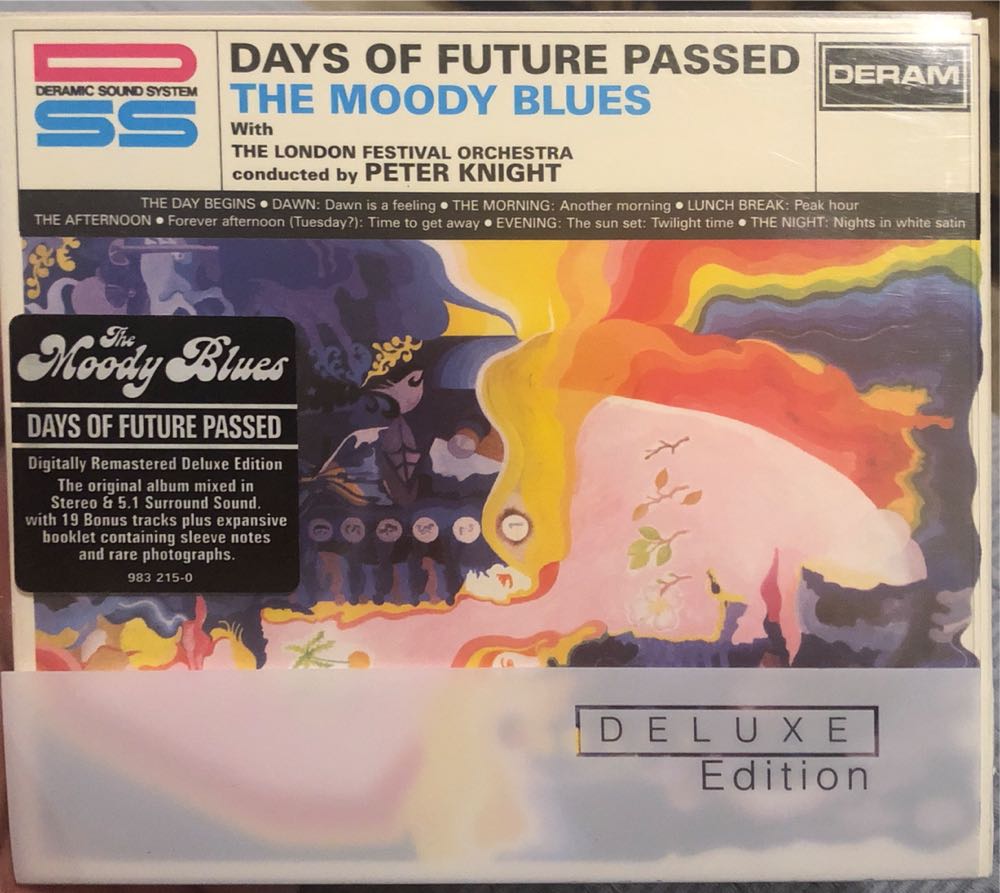 D
DERAMIC SOUND SYSTEM
SS
DAYS OF FUTURE PASSED
THE MOODY BLUES
With
THE LONDON FESTIVAL ORCHESTRA
conducted by PETER KNIGHT
DERAM
THE DAY BEGINS ● DAWN: Dawn is a feeling ● THE MORNING: Another morning ● LUNCH BREAK: Peak hour
THE AFTERNOON ● Forever afternoon (Tuesday?): Time to get away ● EVENING: The sun set: Twilight time ● THE NIGHT: Nights in white satin
The
Moody Blues
DAYS OF FUTURE PASSED
Digitally Remastered Deluxe Edition
The original album mixed in
Stereo & 5.1 Surround Sound.
with 19 Bonus tracks plus expansive
booklet containing sleeve notes
and rare photographs.
983 215-0
1
DELUXE
Edition